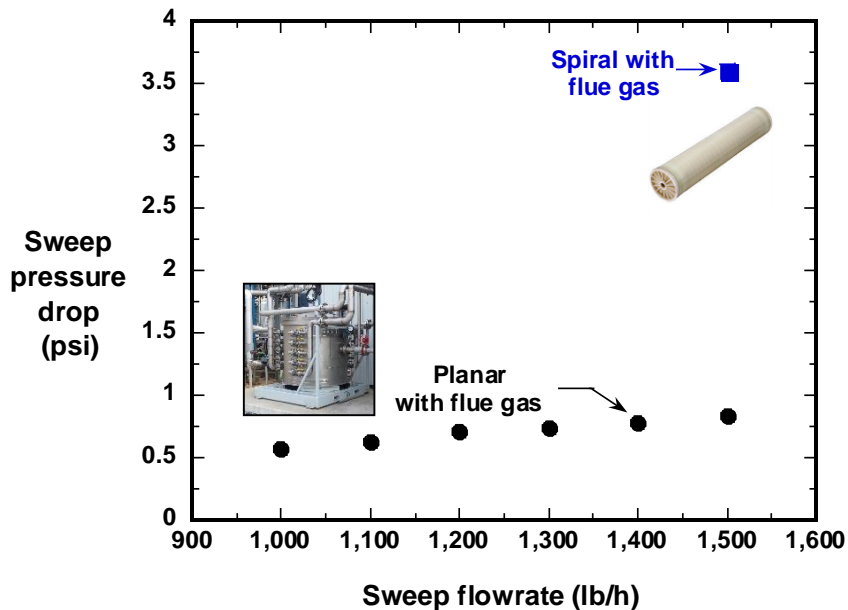 4
3.5
3
2.5
2
1.5
1
0.5
0
Sweep
pressure
drop
(psi)
Spiral with
flue gas
Planar
with flue gas
900
1,000
1,100
1,200
1,300
1,400
1,500
1,600
Sweep flowrate (lb/h)